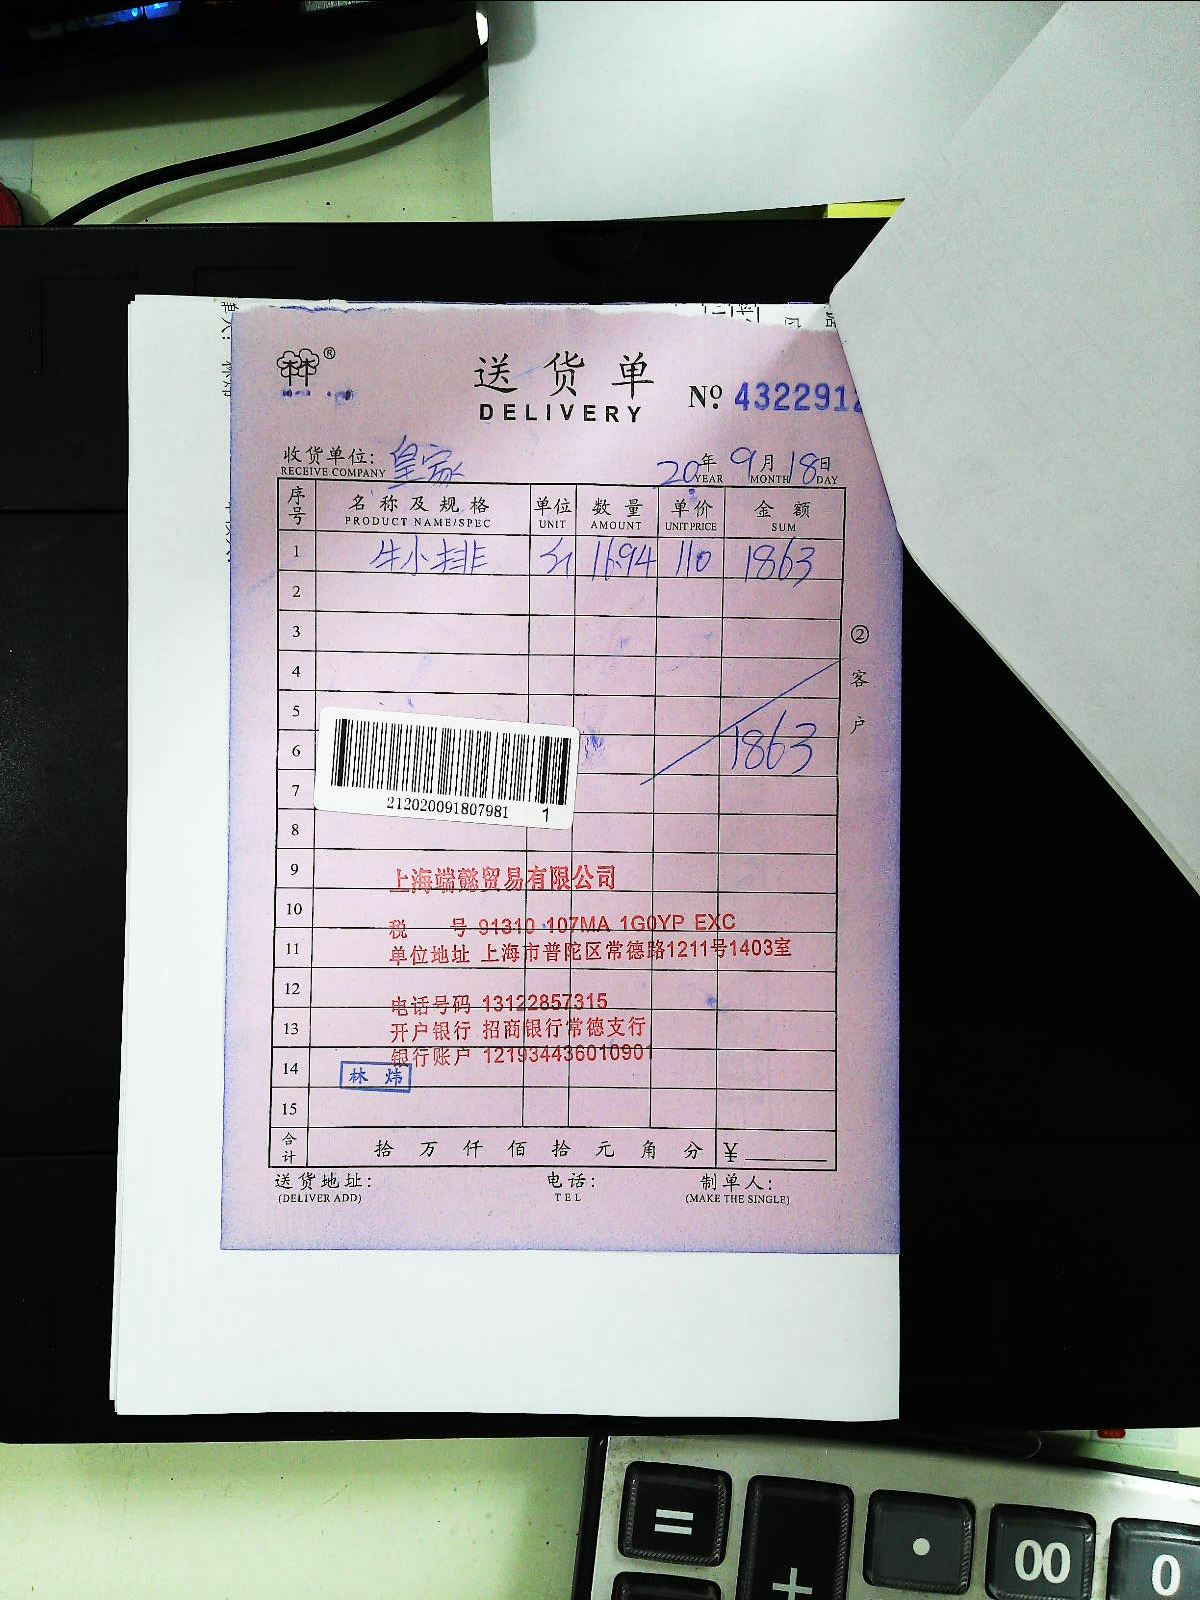 林®
送货单
DELIVERY
Nº 4322912
收货单位: 皇家
RECEIVE COMPANY
20年 9月 18日
YEAR MONTH DAY
序号 名称及规格 单位 数量 单价 金额
PRODUCT NAME/SPEC UNIT AMOUNT UNIT PRICE SUM
1 牛小排 16.94 110 1863
2
3
4
5
6 1863
7
8
212020091807981 1
② 客户
9 上海端懿贸易有限公司
10 税 号 91310 107MA 1G0YP EXC
11 单位地址 上海市普陀区常德路1211号1403室
12
电话号码 13122857315
13 开户银行 招商银行常德支行
银行账户 121934436010901
14 林 炜
15
合计 拾 万 仟 佰 拾 元 角 分 ¥
送货地址: 电话: 制单人:
(DELIVER ADD) TEL (MAKE THE SINGLE)
=
+
.
00
0